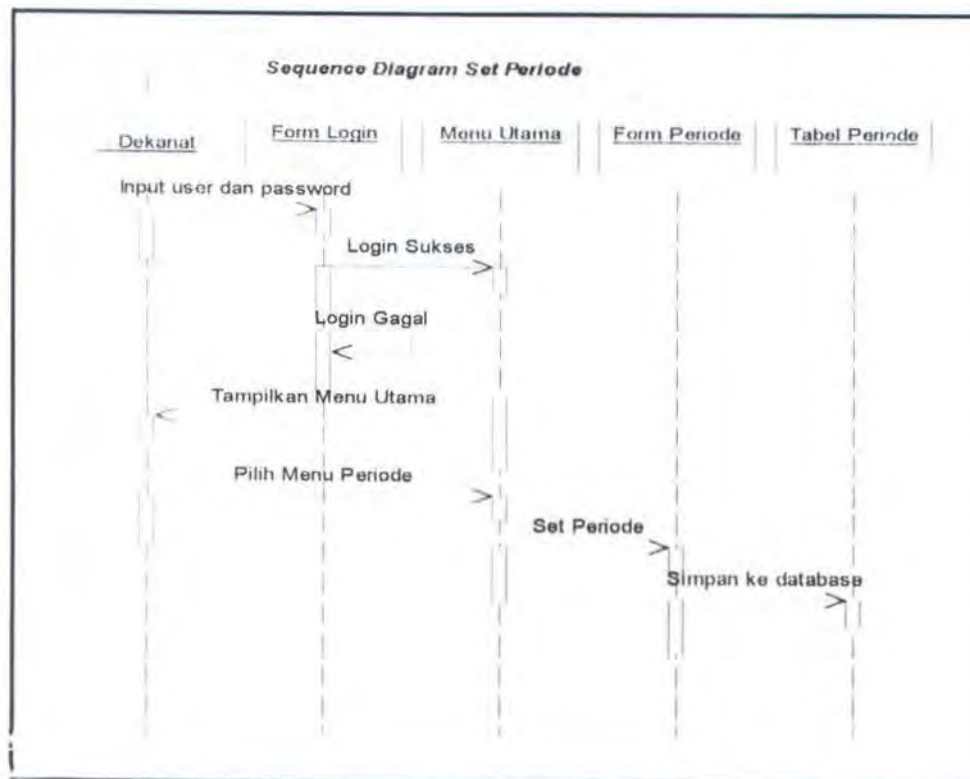 Sequence Diagram Set Periode
Dekanat
Form Login
Menu Utama
Form Periode
Tabel Periode
Input user dan password
Login Sukses
Login Gagal
Tampilkan Menu Utama
Pilih Menu Periode
Set Periode
Simpan ke database